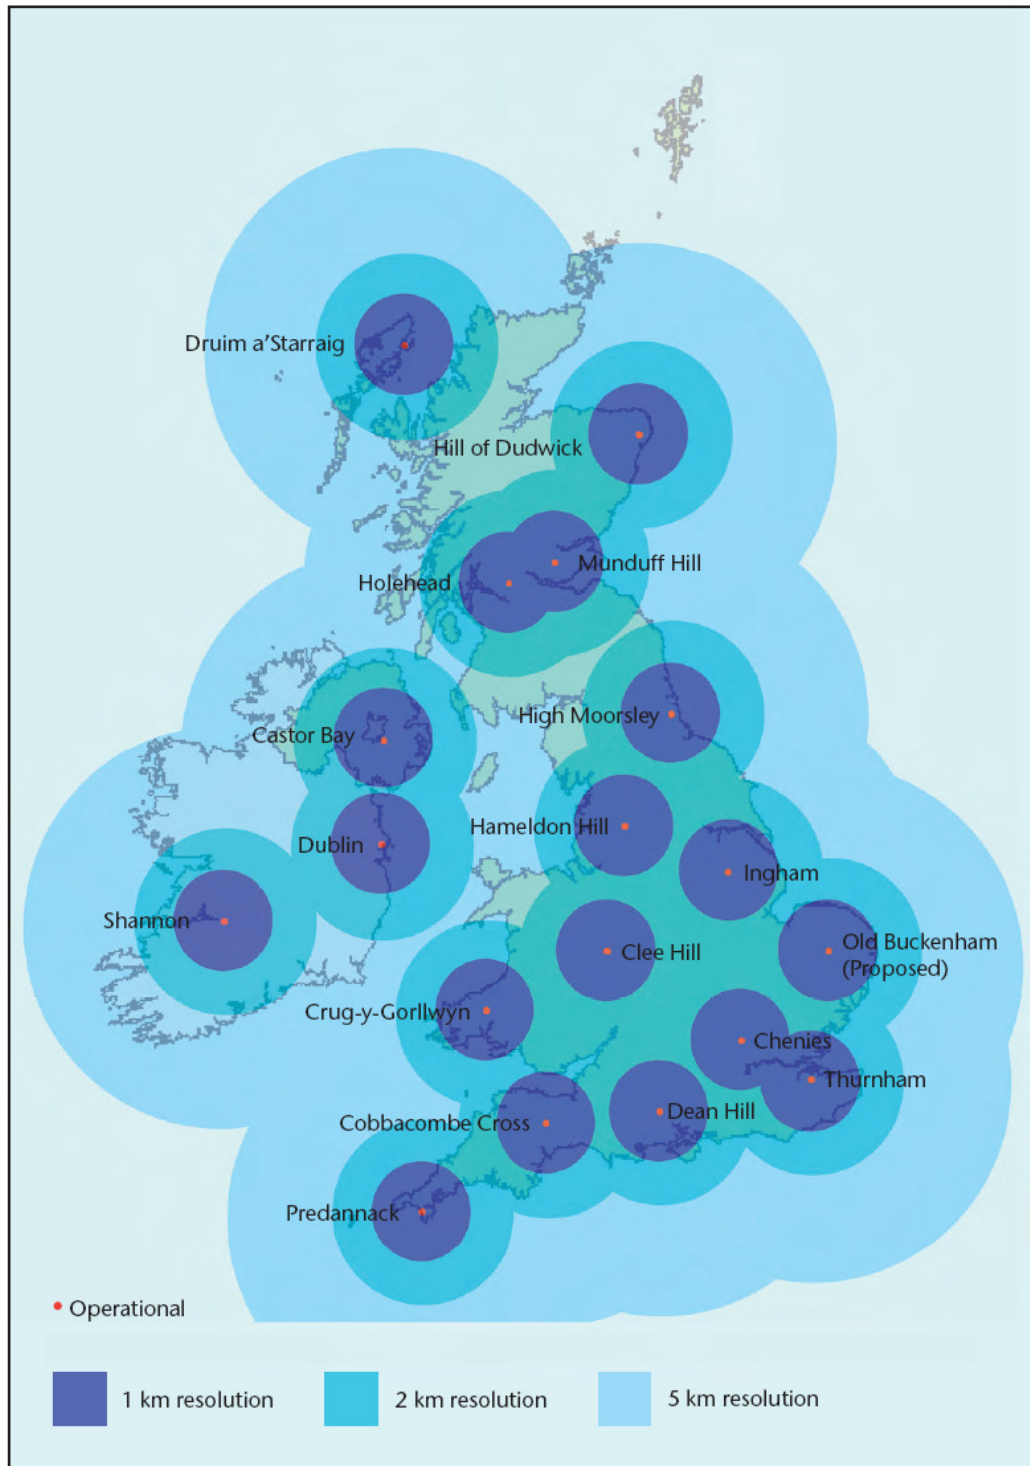 Druim a'Starraig
Hill of Dudwick
Munduff Hill
Holehead
High Moorsley
Castor Bay
Hameldon Hill
Dublin
Ingham
Shannon
Clee Hill
Old Buckenham
(Proposed)
Crug-y-Gorllwyn
Chenies
Thurnham
Dean Hill
Cobbacombe Cross
Predannack
Operational
1 km resolution
2 km resolution
5 km resolution